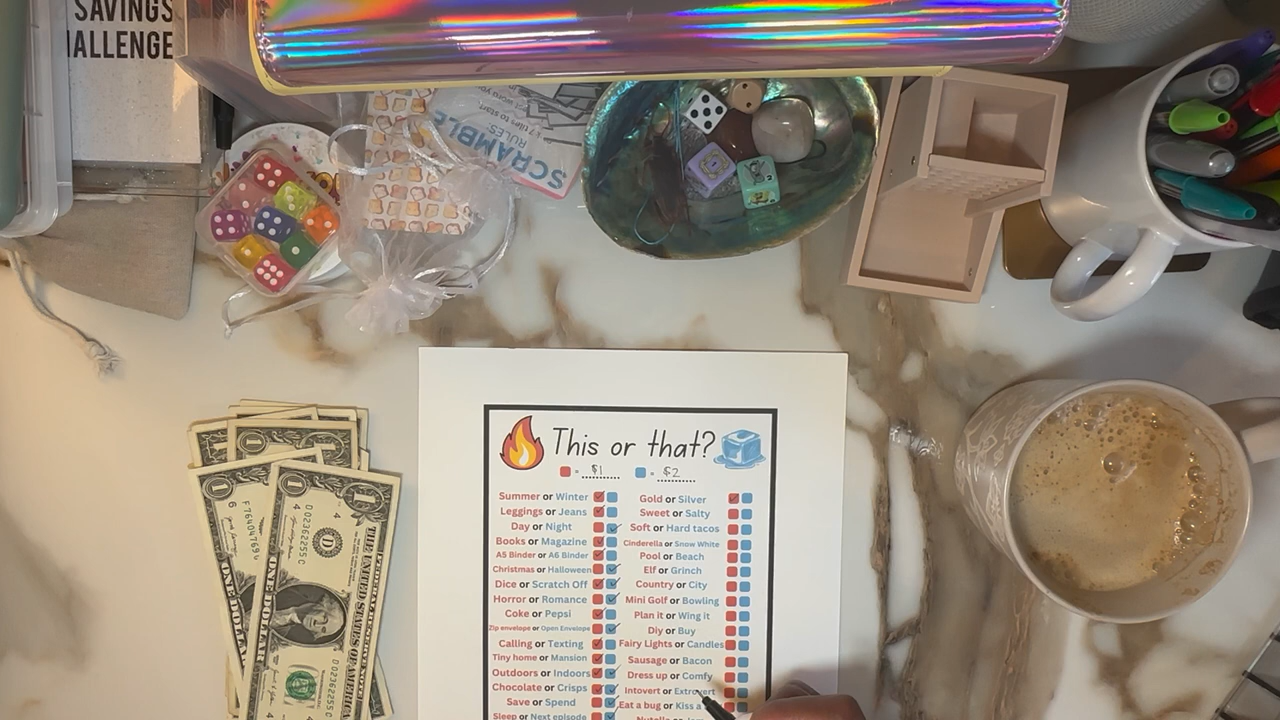 SAVINGS
HALLENGE
SCRAMBLE
RULES:
This or that?
= $1 = $2
Summer or Winter
Leggings or Jeans
Day or Night
Books or Magazine
A5 Binder or A6 Binder
Christmas or Halloween
Dice or Scratch Off
Horror or Romance
Coke or Pepsi
Zip envelope or Open Envelope
Calling or Texting
Tiny home or Mansion
Outdoors or Indoors
Chocolate or Crisps
Save or Spend
Sleep or Next episode
Gold or Silver
Sweet or Salty
Soft or Hard tacos
Cinderella or Snow White
Pool or Beach
Elf or Grinch
Country or City
Mini Golf or Bowling
Plan it or Wing it
Diy or Buy
Fairy Lights or Candles
Sausage or Bacon
Dress up or Comfy
Intovert or Extrovert
Eat a bug or Kiss a
THE UNITED STATES OF AMERICA
ONE DOLLAR
D 02362255 C
D 02362255 C